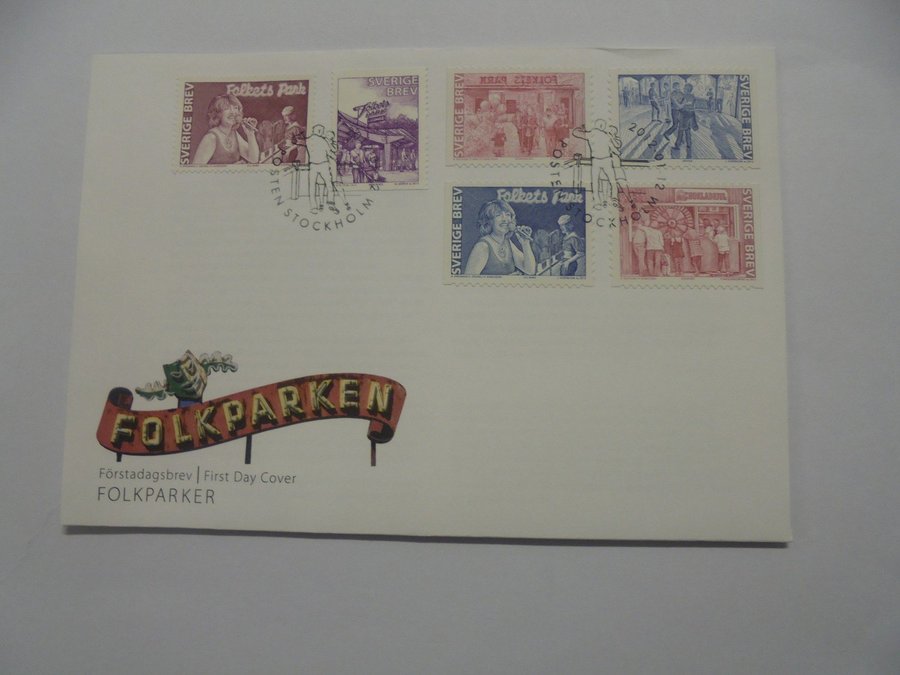 SVERIGE BREV
Folkets Park
SVERIGE
BREV
Folkets
SVERIGE BREV
FOLKETS PARK
SVERIGE BREV
SVERIGE BREV
Folkets Park
SVERIGE BREV
POSTEN STOCKHOLM
POSTEN
FOLKPARKEN
Förstadagsbrev | First Day Cover
FOLKPARKER